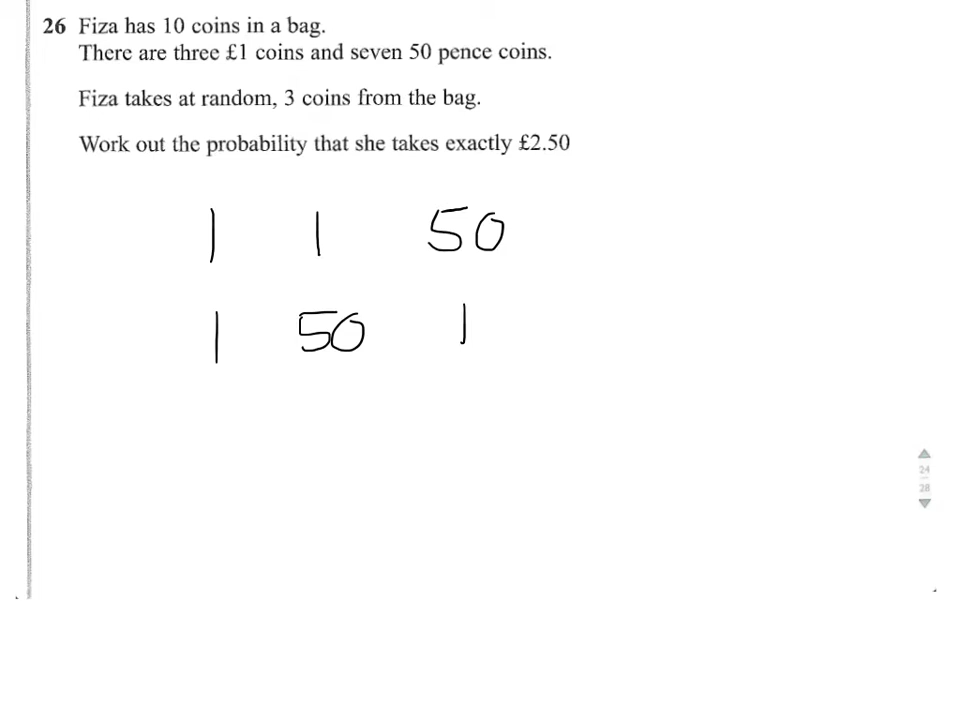 26 Fiza has 10 coins in a bag.
There are three £1 coins and seven 50 pence coins.
Fiza takes at random, 3 coins from the bag.
Work out the probability that she takes exactly £2.50
1 1 50
1 50 1
24
28